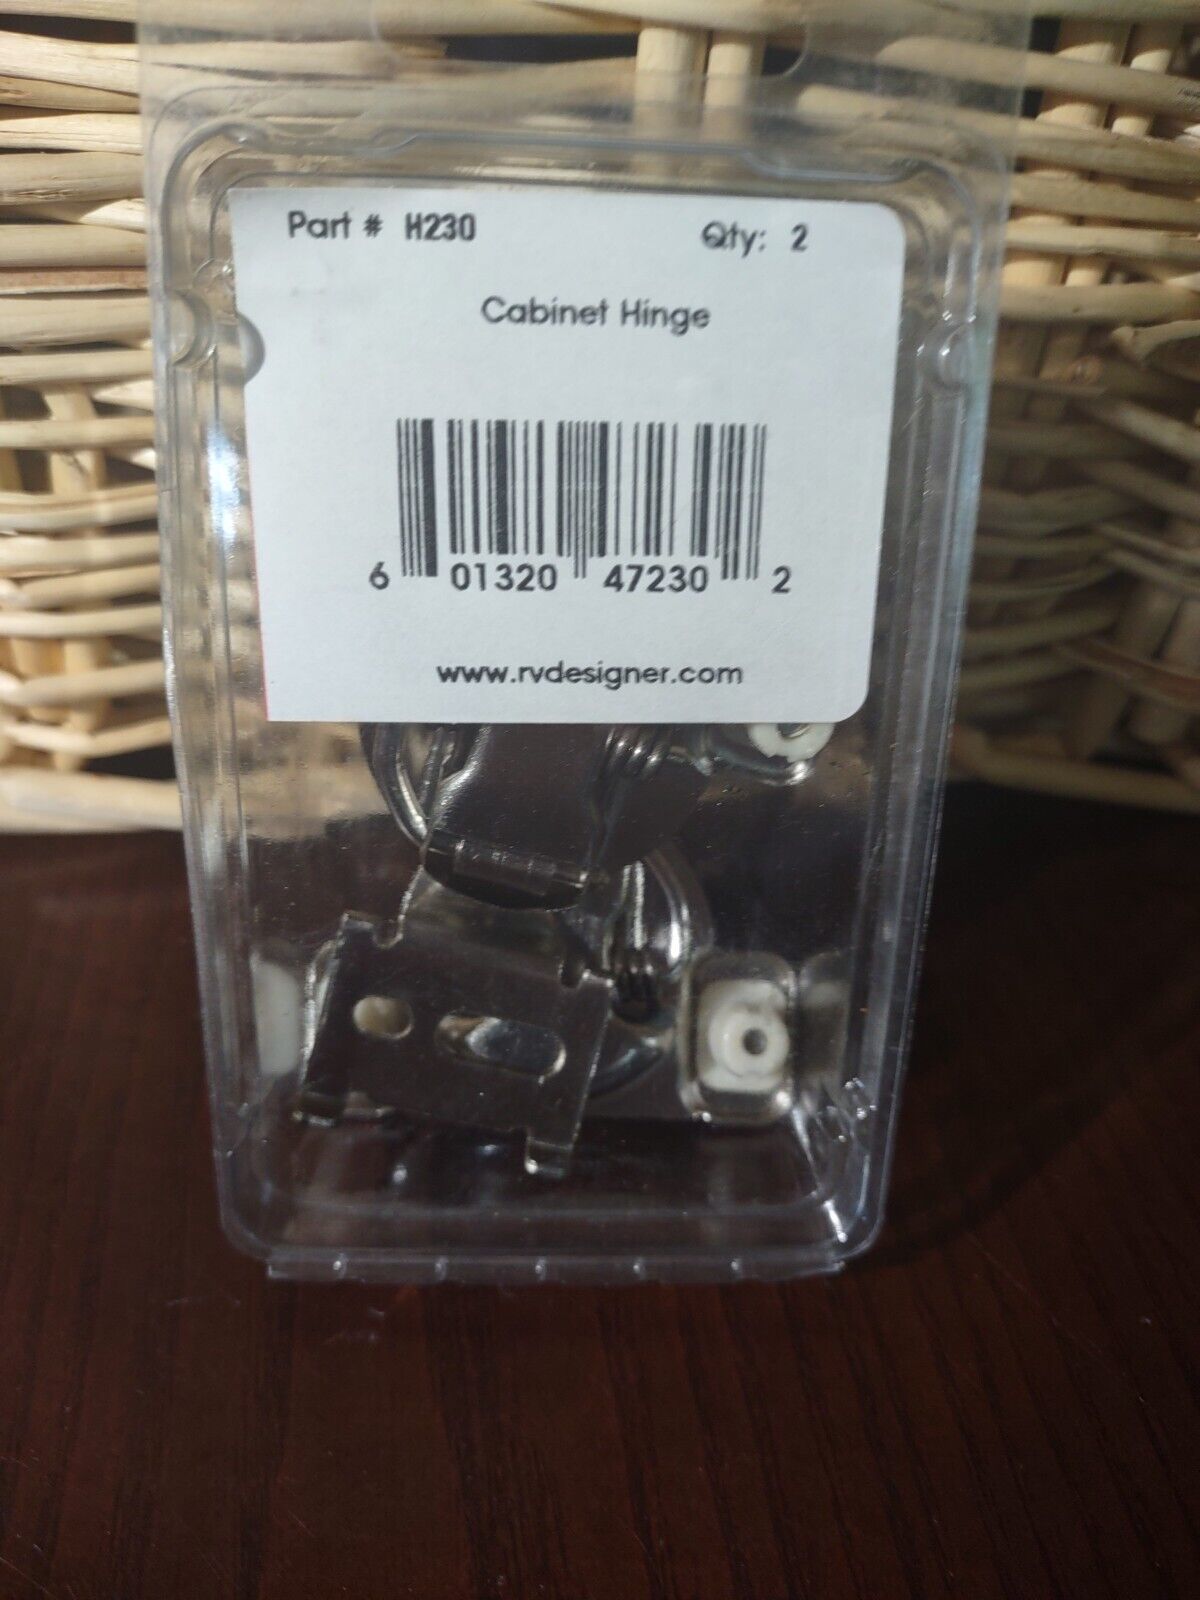 Part # H230 Qty: 2
Cabinet Hinge
6 01320 47230 2
www.rvdesigner.com